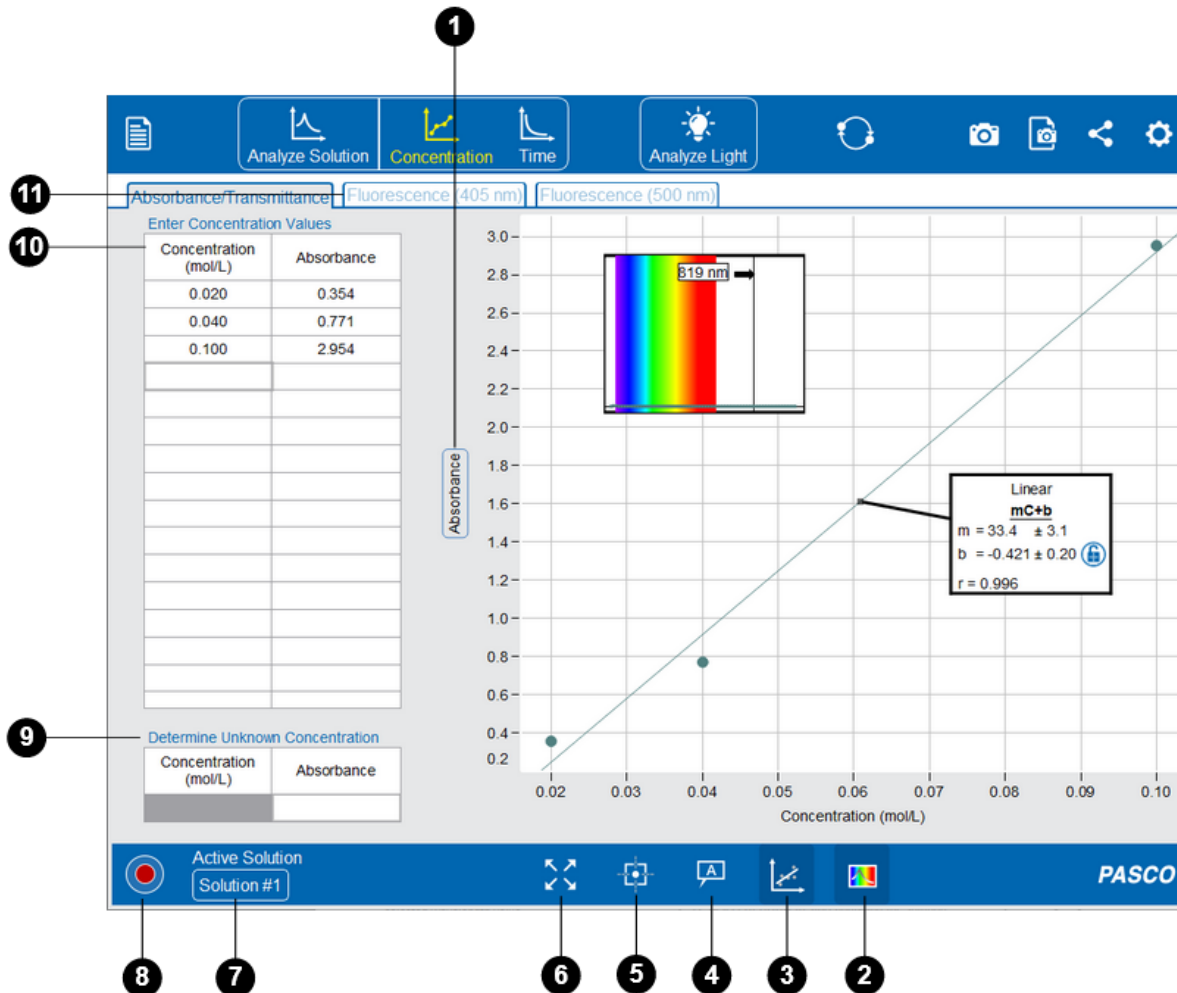 1
Analyze Solution
Concentration
Time
Analyze Light
11
Absorbance/Transmittance
Fluorescence (405 nm)
Fluorescence (500 nm)
Enter Concentration Values
10
Concentration
(mol/L)
Absorbance
0.020 0.354
0.040 0.771
0.100 2.954
Absorbance
3.0
2.8
2.6
2.4
2.2
2.0
1.8
1.6
1.4
1.2
1.0
0.8
0.6
0.4
0.2
819 nm
Linear
mC+b
m = 33.4 ± 3.1
b = -0.421 ± 0.20
r = 0.996
0.02 0.03 0.04 0.05 0.06 0.07 0.08 0.09 0.10
Concentration (mol/L)
9
Determine Unknown Concentration
Concentration
(mol/L)
Absorbance
Active Solution
Solution #1
A
PASCO
8 7 6 5 4 3 2